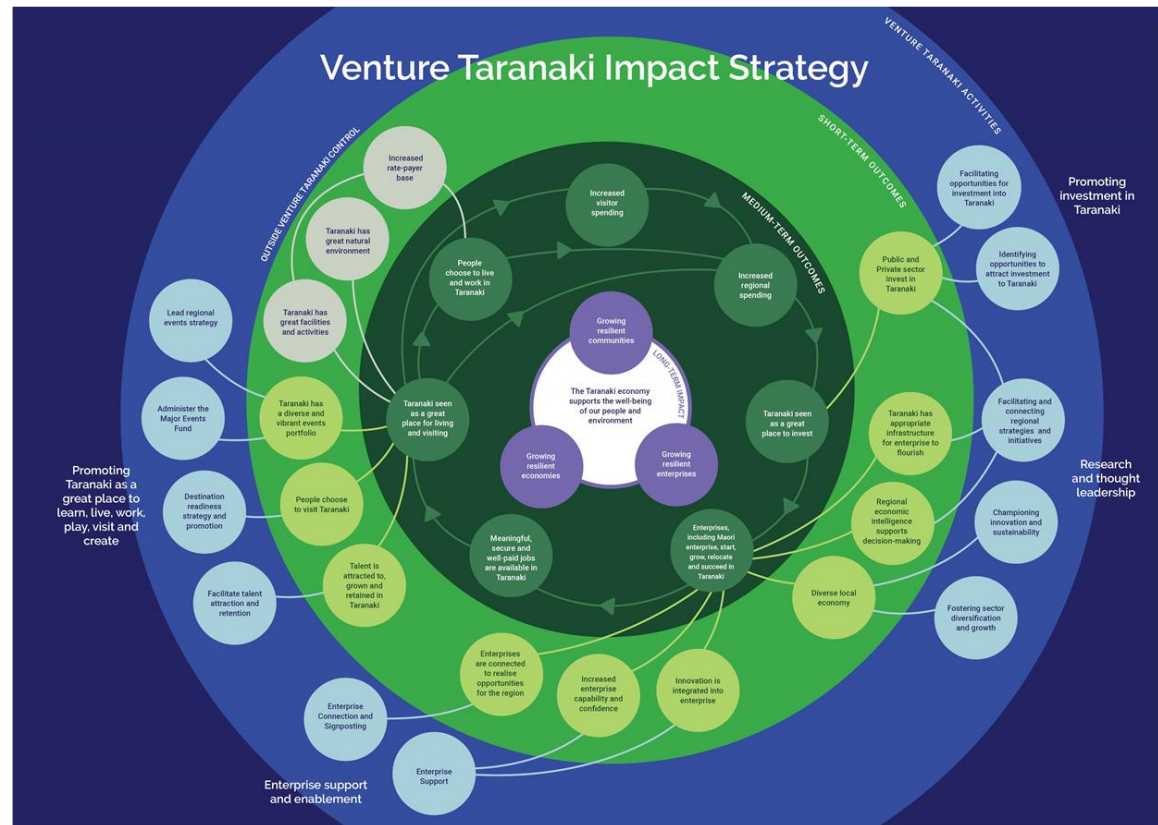 Venture Taranaki Impact Strategy
VENTURE TARANAKI ACTIVITIES
SHORT-TERM OUTCOMES
MEDIUM-TERM OUTCOMES
OUTSIDE VENTURE TARANAKI CONTROL
LONG-TERM IMPACT
Increased
rate-payer
base
Taranaki has
great natural
environment
Taranaki has
great facilities
and activities
People
choose to live
and work in
Taranaki
Increased
visitor
spending
Increased
regional
spending
Taranaki seen
as a great
place for living
and visiting
Taranaki seen
as a great
place to invest
Meaningful,
secure and
well-paid jobs
are available in
Taranaki
Enterprises,
including Maori
enterprise, start,
grow, relocate
and succeed in
Taranaki
Growing
resilient
communities
The Taranaki economy
supports the well-being
of our people and
environment
Growing
resilient
economies
Growing
resilient
enterprises
Lead regional
events strategy
Administer the
Major Events
Fund
Destination
readiness
strategy and
promotion
Facilitate talent
attraction and
retention
Promoting
Taranaki as a
great place to
learn, live, work,
play, visit and
create
Taranaki has
a diverse and
vibrant events
portfolio
People choose
to visit Taranaki
Talent is
attracted to,
grown and
retained in
Taranaki
Enterprises
are connected
to realise
opportunities
for the region
Increased
enterprise
capability and
confidence
Innovation is
integrated into
enterprise
Enterprise
Connection and
Signposting
Enterprise
Support
Enterprise support
and enablement
Public and
Private sector
invest in
Taranaki
Taranaki has
appropriate
infrastructure
for enterprise to
flourish
Regional
economic
intelligence
supports
decision-making
Diverse local
economy
Facilitating
opportunities for
investment into
Taranaki
Identifying
opportunities to
attract investment
to Taranaki
Promoting
investment in
Taranaki
Facilitating and
connecting
regional
strategies and
initiatives
Championing
innovation and
sustainability
Fostering sector
diversification
and growth
Research
and thought
leadership